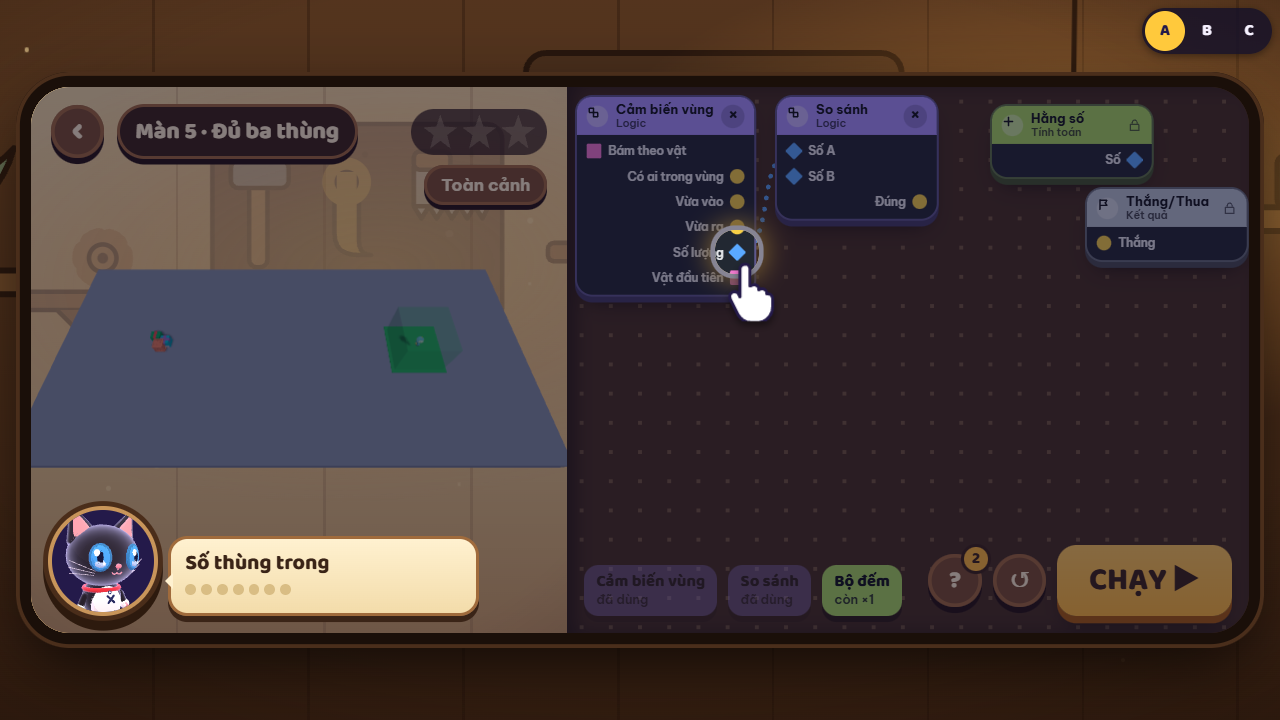 A B C
Màn 5 · Đủ ba thùng
Toàn cảnh
Cảm biến vùng
Logic
Bám theo vật
Có ai trong vùng
Vừa vào
Vừa ra
Số lượng
Vật đầu tiên
So sánh
Logic
Số A
Số B
Đúng
Hằng số
Tính toán
Số
Thắng/Thua
Kết quả
Thắng
Số thùng trong
Cảm biến vùng
đã dùng
So sánh
đã dùng
Bộ đếm
còn ×1
?
2
CHẠY